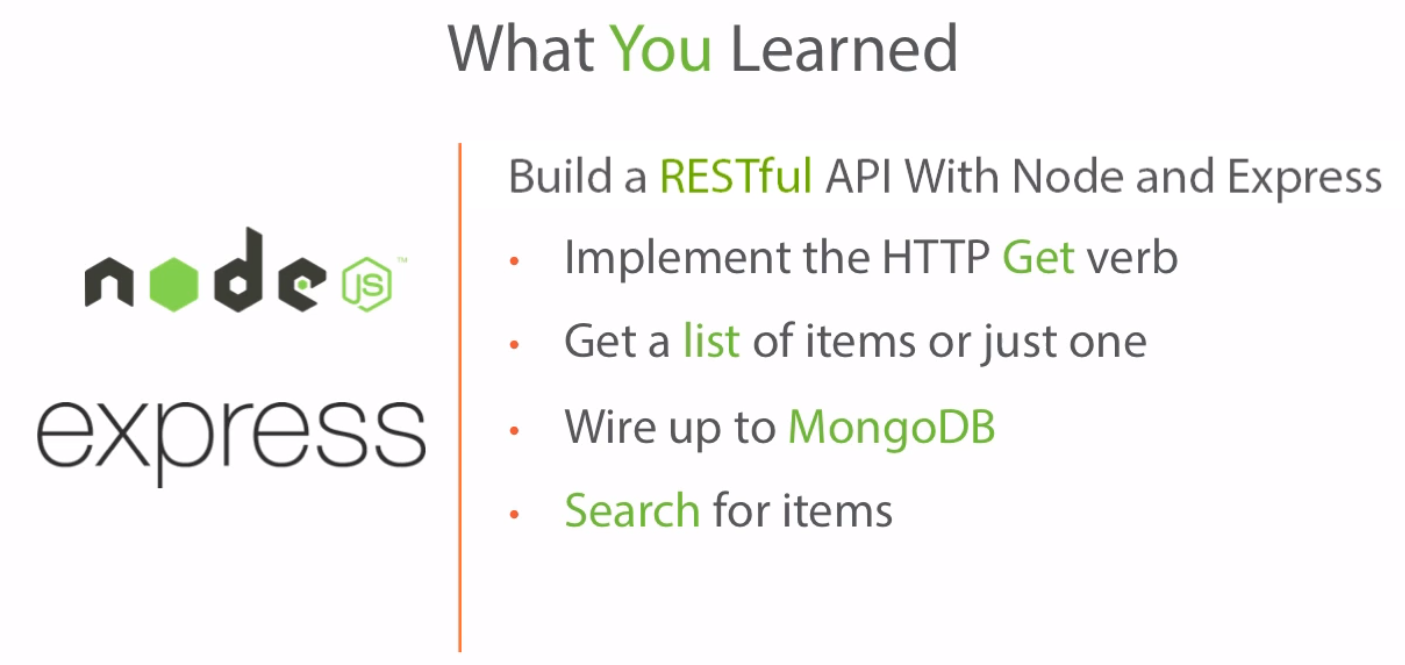 What You Learned
node JS™
express
Build a RESTful API With Node and Express
• Implement the HTTP Get verb
• Get a list of items or just one
• Wire up to MongoDB
• Search for items